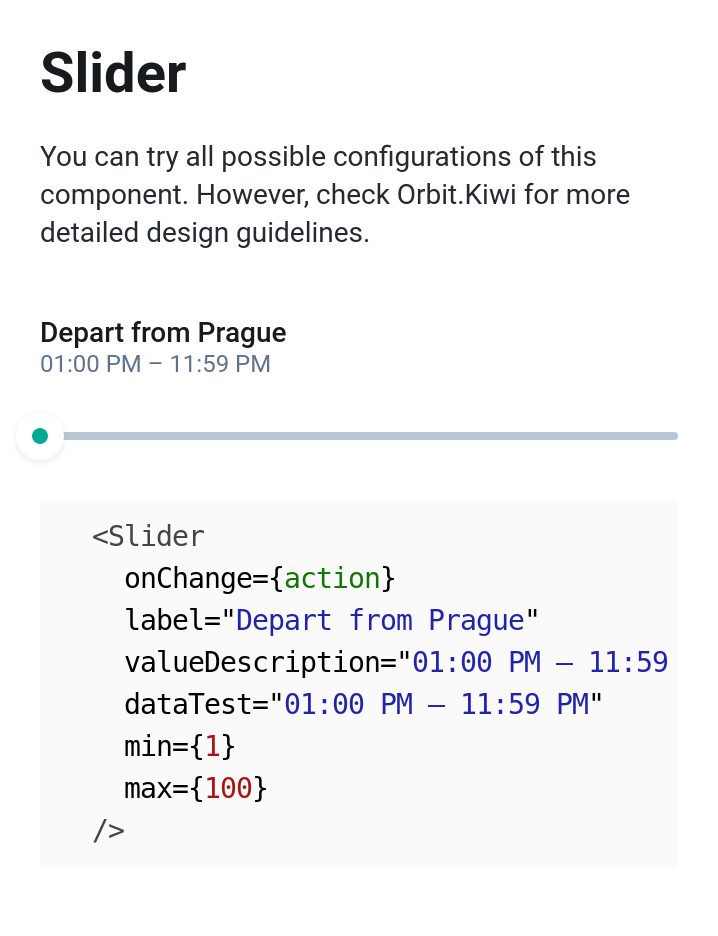 Slider
You can try all possible configurations of this
component. However, check Orbit.Kiwi for more
detailed design guidelines.
Depart from Prague
01:00 PM – 11:59 PM
<Slider
onChange={action}
label="Depart from Prague"
valueDescription="01:00 PM – 11:59
dataTest="01:00 PM – 11:59 PM"
min={1}
max={100}
/>